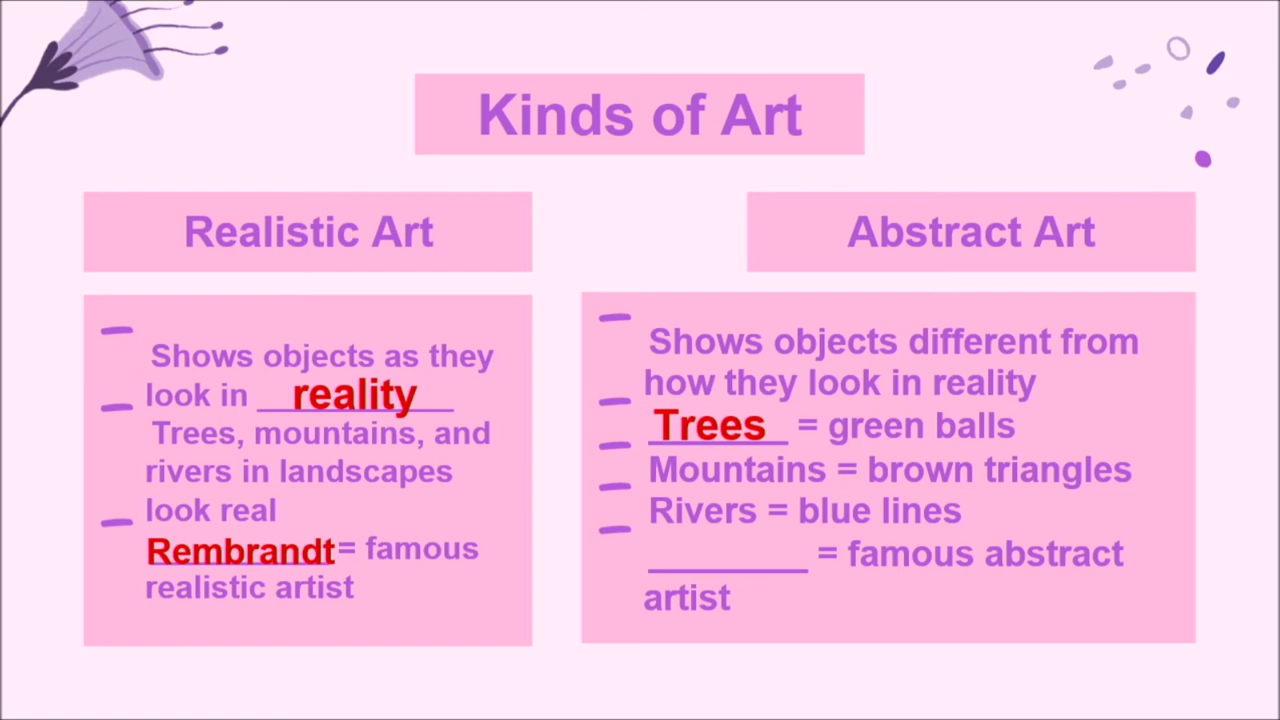 Kinds of Art
Realistic Art
Shows objects as they
look in reality
Trees, mountains, and
rivers in landscapes
look real
Rembrandt = famous
realistic artist
Abstract Art
Shows objects different from
how they look in reality
Trees = green balls
Mountains = brown triangles
Rivers = blue lines
________ = famous abstract
artist